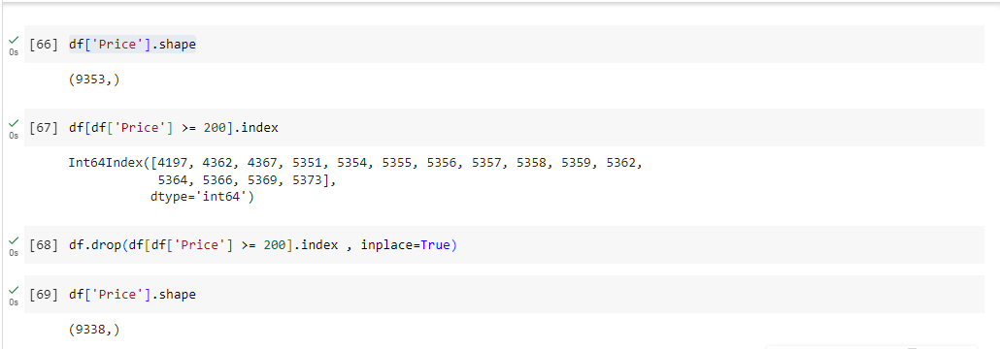 [66] df['Price'].shape
0s
(9353,)
[67] df[df['Price'] >= 200].index
0s
Int64Index([4197, 4362, 4367, 5351, 5354, 5355, 5356, 5357, 5358, 5359, 5362,
5364, 5366, 5369, 5373],
dtype='int64')
[68] df.drop(df[df['Price'] >= 200].index , inplace=True)
0s
[69] df['Price'].shape
0s
(9338,)